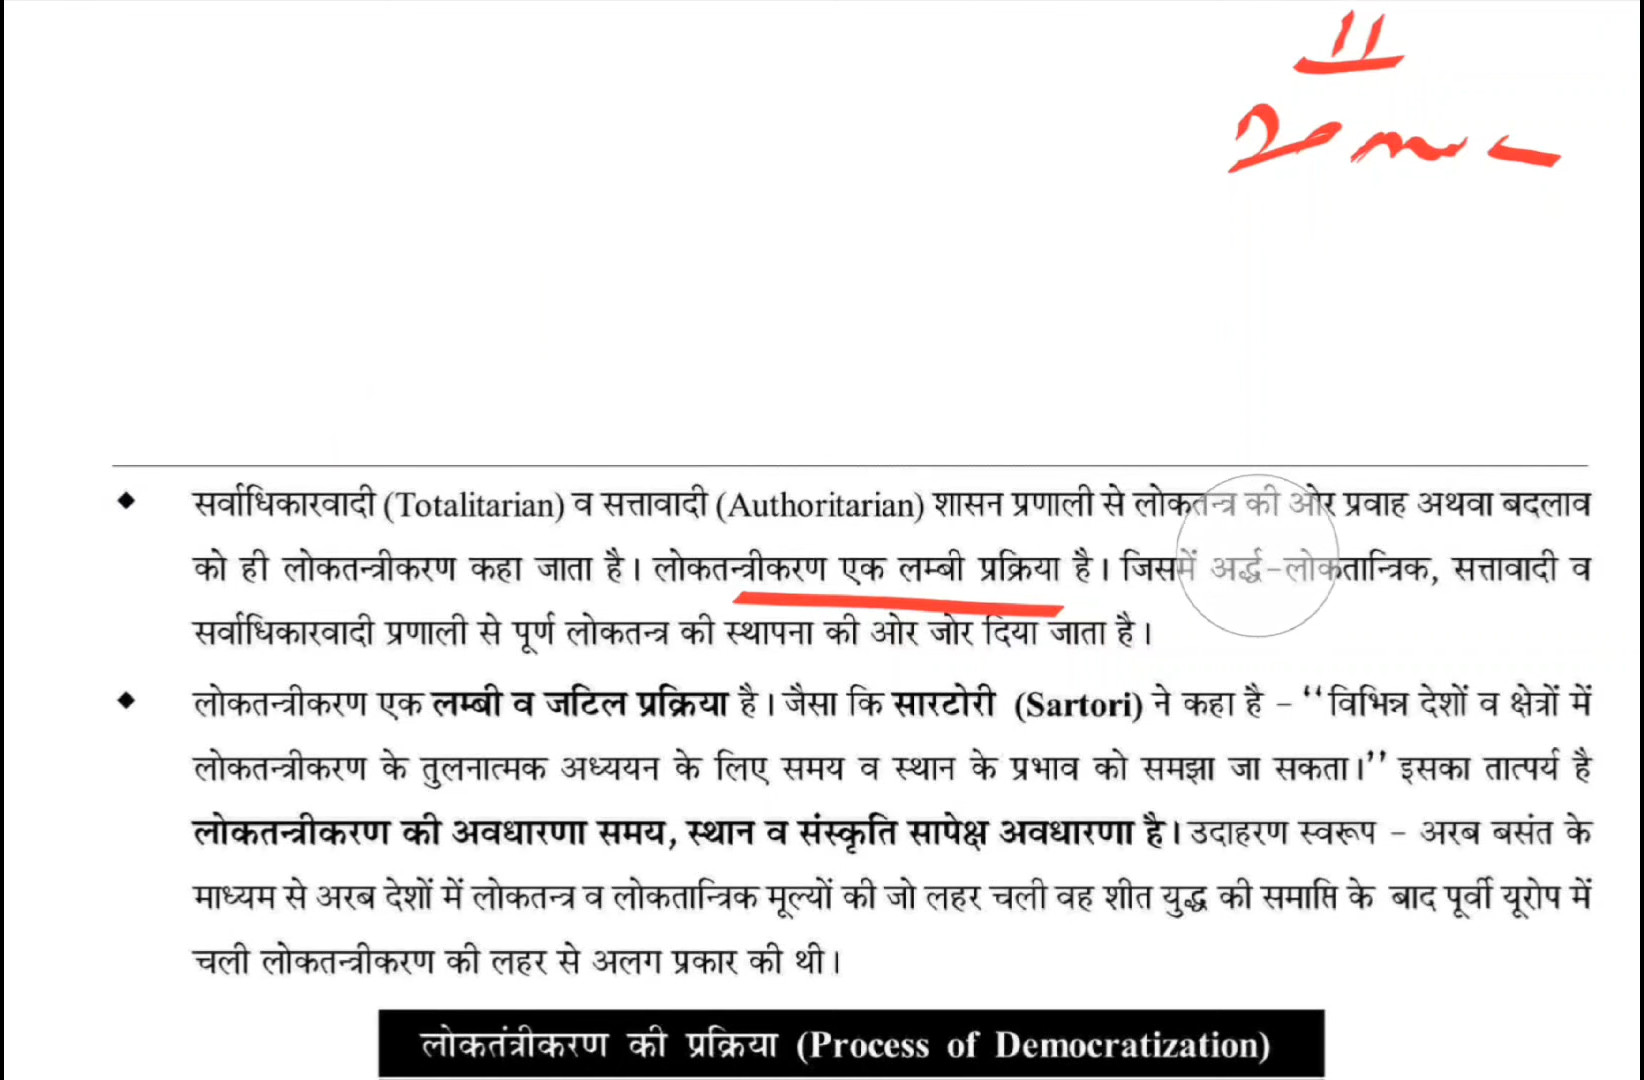 11
◆ सर्वाधिकारवादी (Totalitarian) व सत्तावादी (Authoritarian) शासन प्रणाली से लोकतन्त्र की ओर प्रवाह अथवा बदलाव
को ही लोकतन्त्रीकरण कहा जाता है। लोकतन्त्रीकरण एक लम्बी प्रक्रिया है। जिसमें अर्द्ध-लोकतान्त्रिक, सत्तावादी व
सर्वाधिकारवादी प्रणाली से पूर्ण लोकतन्त्र की स्थापना की ओर जोर दिया जाता है।
◆ लोकतन्त्रीकरण एक लम्बी व जटिल प्रक्रिया है। जैसा कि सारटोरी (Sartori) ने कहा है - ‘‘विभिन्न देशों व क्षेत्रों में
लोकतन्त्रीकरण के तुलनात्मक अध्ययन के लिए समय व स्थान के प्रभाव को समझा जा सकता।’’ इसका तात्पर्य है
लोकतन्त्रीकरण की अवधारणा समय, स्थान व संस्कृति सापेक्ष अवधारणा है। उदाहरण स्वरूप - अरब बसंत के
माध्यम से अरब देशों में लोकतन्त्र व लोकतान्त्रिक मूल्यों की जो लहर चली वह शीत युद्ध की समाप्ति के बाद पूर्वी यूरोप में
चली लोकतन्त्रीकरण की लहर से अलग प्रकार की थी।
लोकतंत्रीकरण की प्रक्रिया (Process of Democratization)